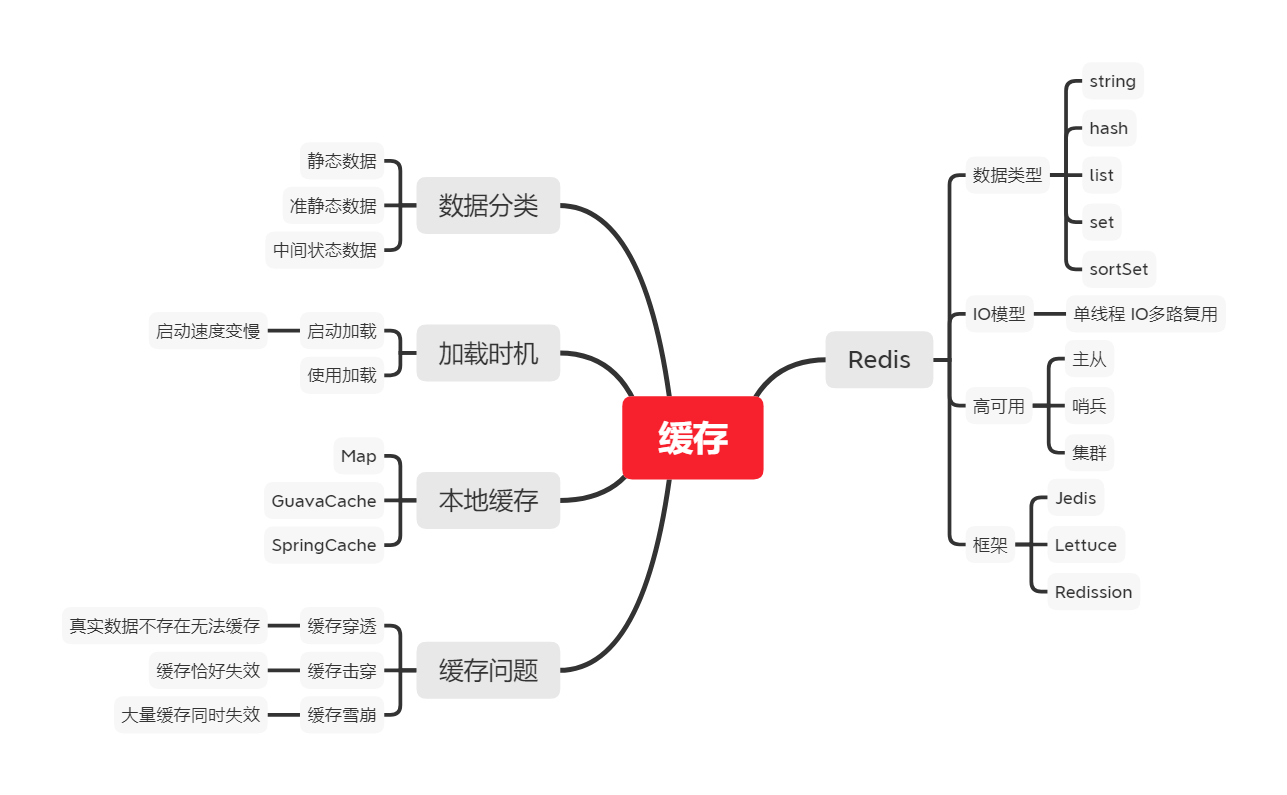 缓存
数据分类
静态数据
准静态数据
中间状态数据
加载时机
启动加载
启动速度变慢
使用加载
本地缓存
Map
GuavaCache
SpringCache
缓存问题
缓存穿透
真实数据不存在无法缓存
缓存击穿
缓存恰好失效
缓存雪崩
大量缓存同时失效
Redis
数据类型
string
hash
list
set
sortSet
IO模型
单线程 IO多路复用
高可用
主从
哨兵
集群
框架
Jedis
Lettuce
Redission